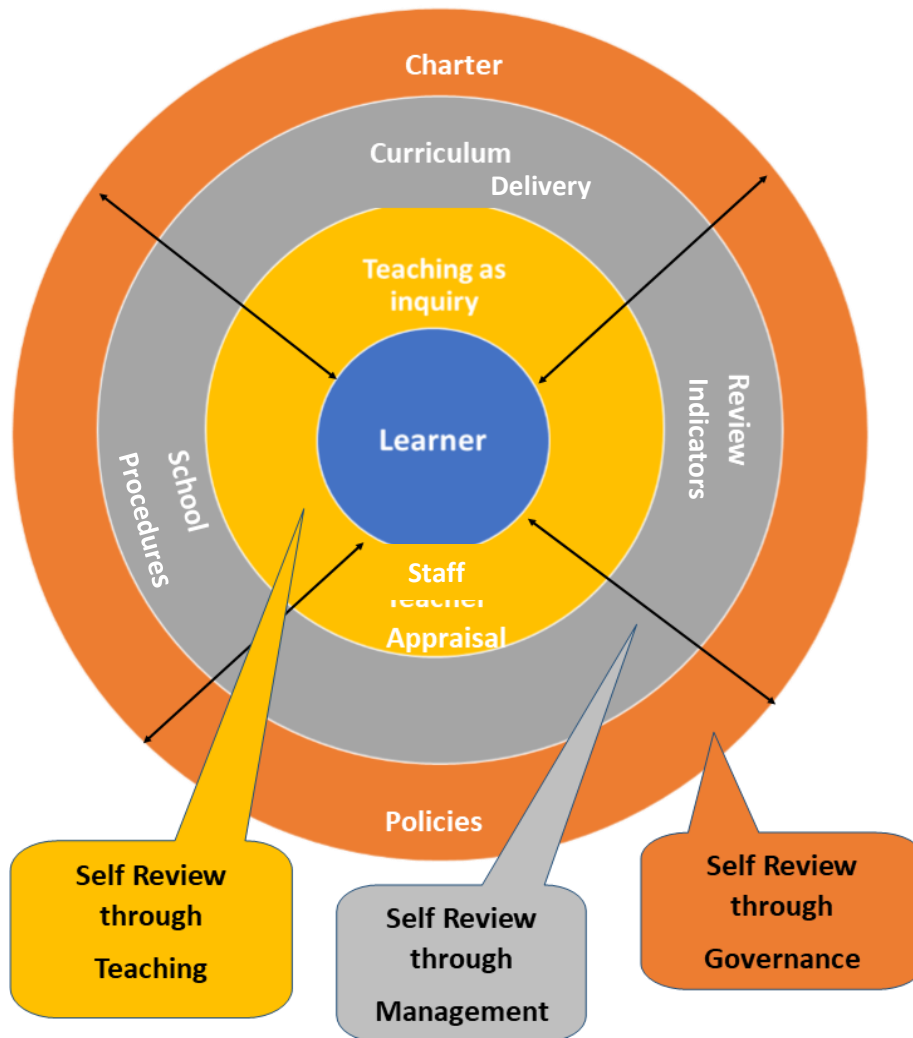 Charter
Curriculum
Delivery
Teaching as
inquiry
Review
Indicators
Learner
School
Procedures
Staff
Teacher
Appraisal
Policies
Self Review
through
Teaching
Self Review
through
Management
Self Review
through
Governance